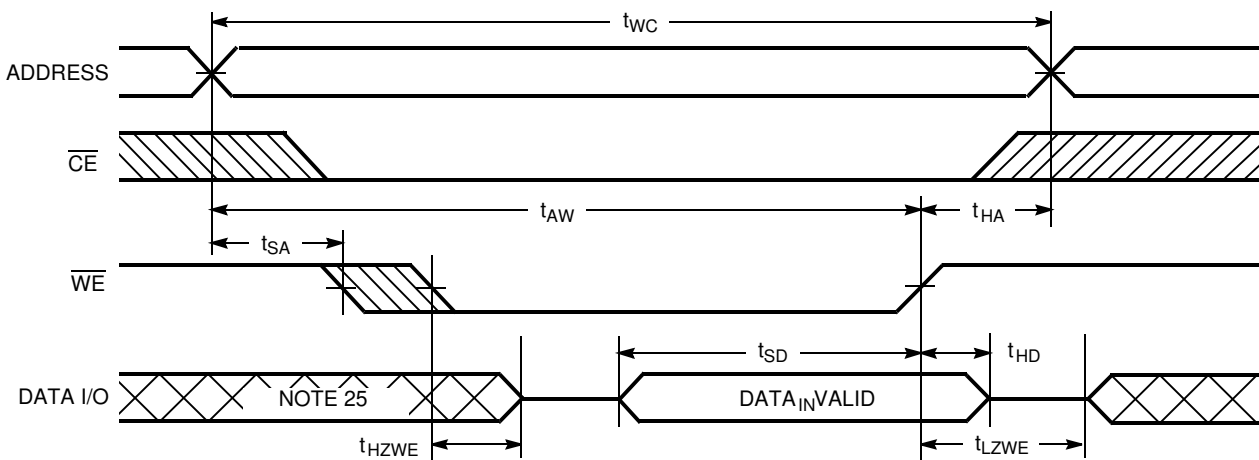 tWC
ADDRESS
CE
tAW
tHA
tSA
WE
tSD
tHD
DATA I/O
NOTE 25
DATAINVALID
tHZWE
tLZWE